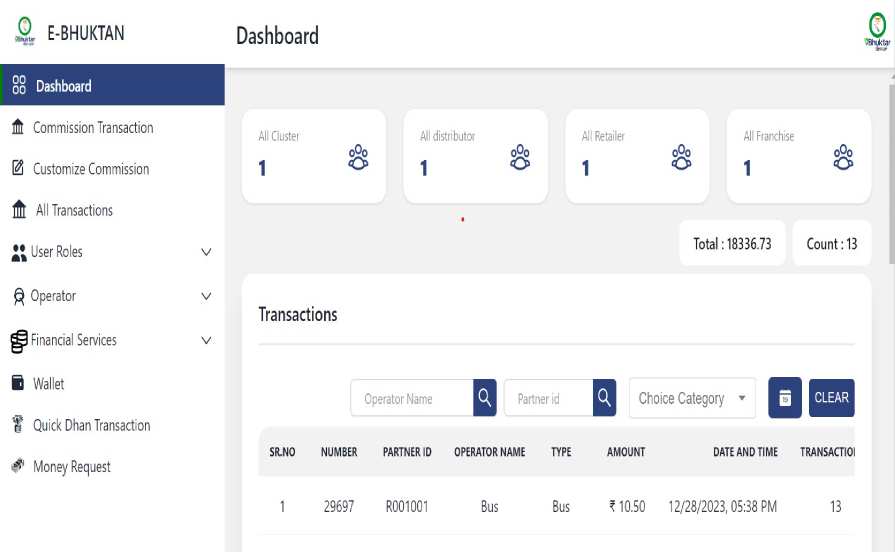 E-BHUKTAN
Dashboard
Dashboard
Commission Transaction
Customize Commission
All Transactions
User Roles
Operator
Financial Services
Wallet
Quick Dhan Transaction
Money Request
All Cluster
1
All distributor
1
All Retailer
1
All Franchise
1
Total : 18336.73
Count : 13
Transactions
Operator Name
Partner id
Choice Category
CLEAR
SR.NO NUMBER PARTNER ID OPERATOR NAME TYPE AMOUNT DATE AND TIME TRANSACTIO
1 29697 R001001 Bus Bus ₹ 10.50 12/28/2023, 05:38 PM 13